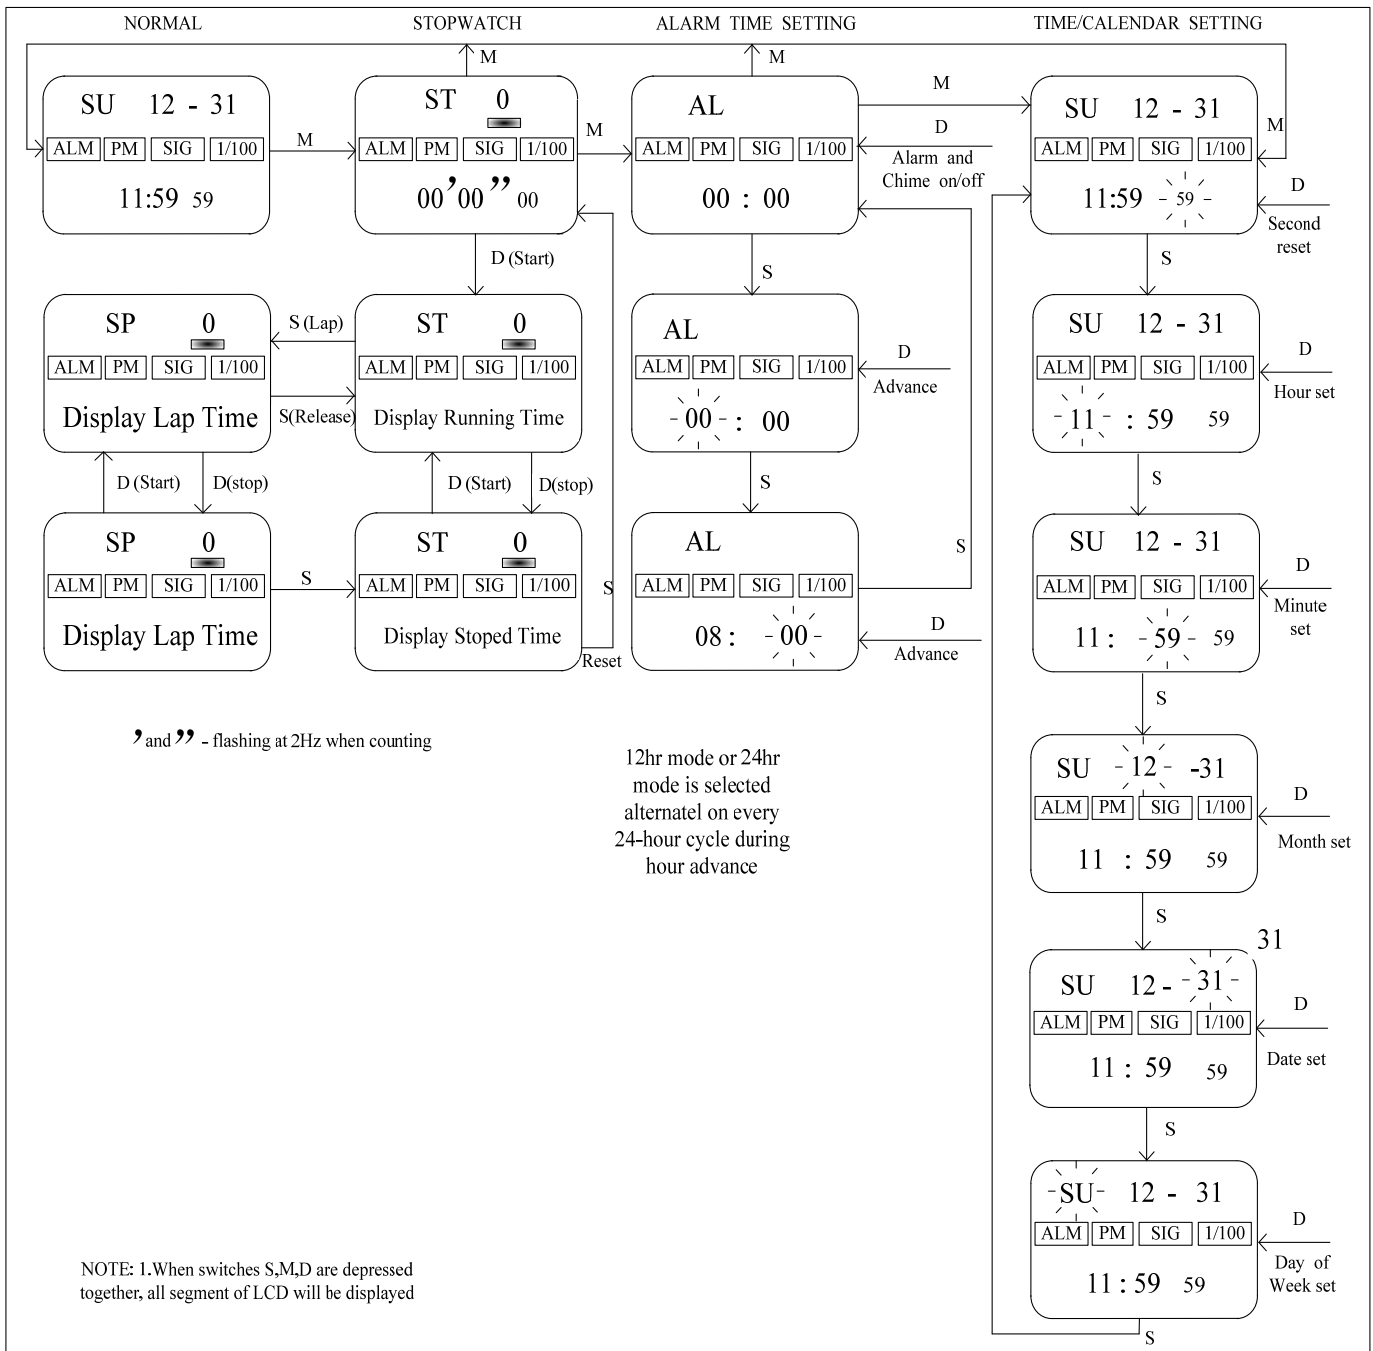 NORMAL
STOPWATCH
ALARM TIME SETTING
TIME/CALENDAR SETTING
M
M
SU 12 - 31
ALM PM SIG 1/100
11:59 59
M
ST 0
ALM PM SIG 1/100
00’00” 00
M
AL
ALM PM SIG 1/100
00 : 00
M
D
Alarm and
Chime on/off
SU 12 - 31
ALM PM SIG 1/100
11:59 59
M
D
Second
reset
D (Start)
S
S
SP 0
ALM PM SIG 1/100
Display Lap Time
S (Lap)
S(Release)
ST 0
ALM PM SIG 1/100
Display Running Time
AL
ALM PM SIG 1/100
00 : 00
D
Advance
SU 12 - 31
ALM PM SIG 1/100
11 : 59 59
D
Hour set
D (Start)
D(stop)
D (Start)
D(stop)
S
S
SP 0
ALM PM SIG 1/100
Display Lap Time
S
ST 0
ALM PM SIG 1/100
Display Stoped Time
S
Reset
AL
ALM PM SIG 1/100
08 : 00
S
D
Advance
SU 12 - 31
ALM PM SIG 1/100
11 : 59 59
D
Minute
set
S
’ and ” - flashing at 2Hz when counting
12hr mode or 24hr
mode is selected
alternatel on every
24-hour cycle during
hour advance
SU 12 -31
ALM PM SIG 1/100
11 : 59 59
D
Month set
S
31
SU 12 - 31
ALM PM SIG 1/100
11 : 59 59
D
Date set
S
SU 12 - 31
ALM PM SIG 1/100
11 : 59 59
D
Day of
Week set
S
NOTE: 1.When switches S,M,D are depressed
together, all segment of LCD will be displayed